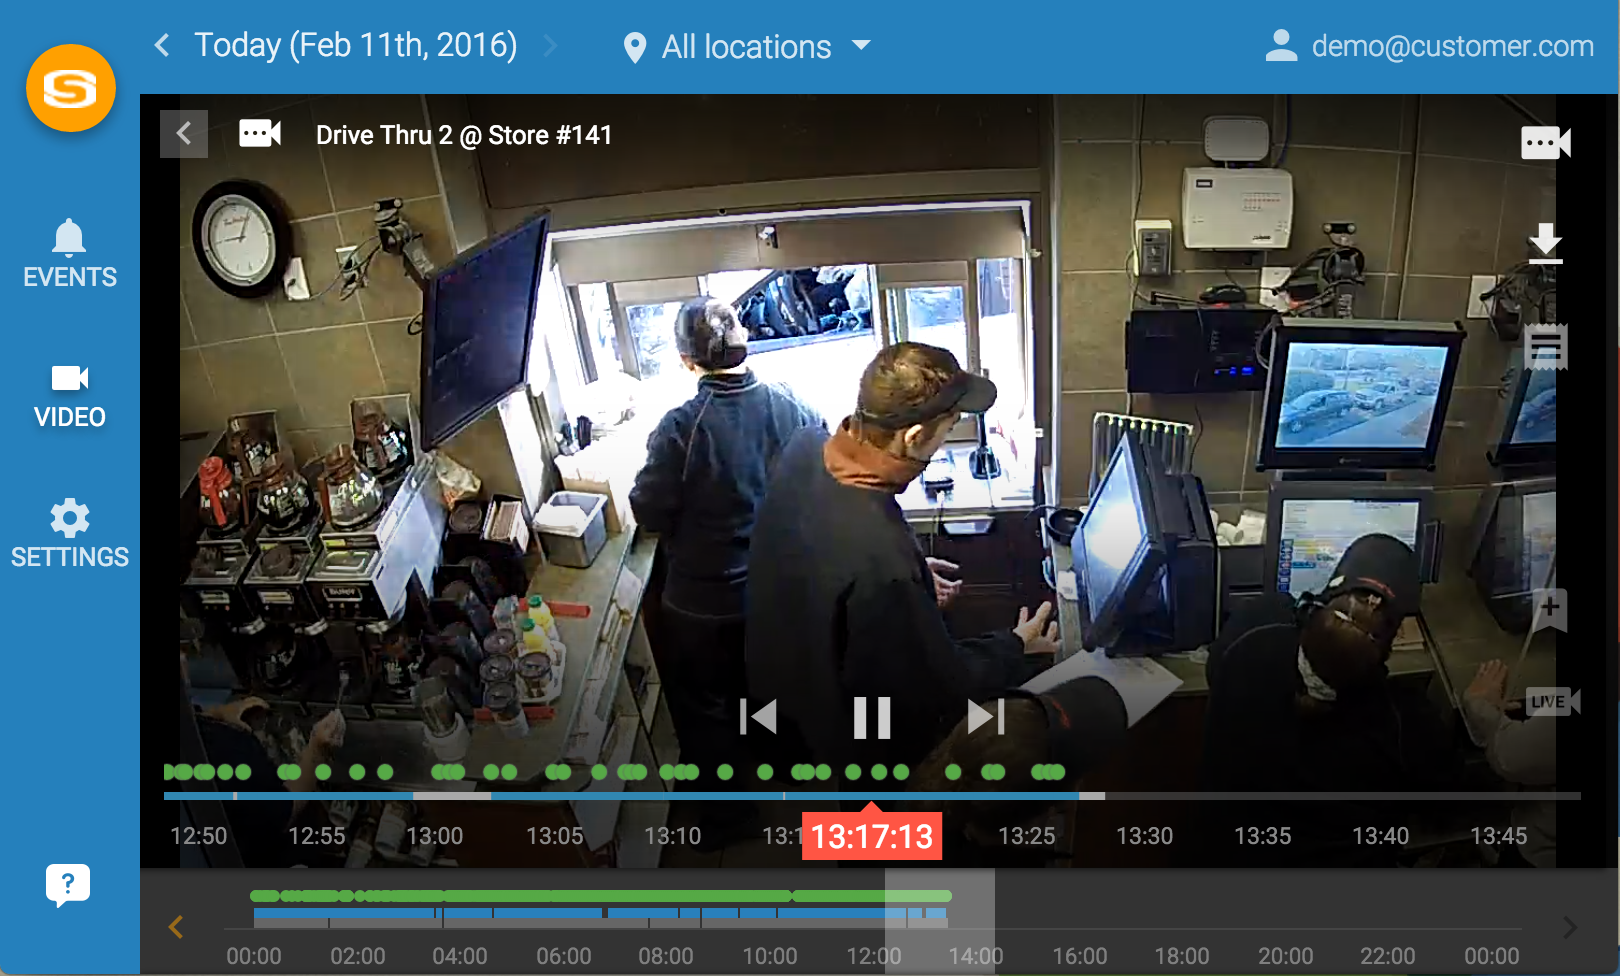 Today (Feb 11th, 2016)
All locations
demo@customer.com
S
Drive Thru 2 @ Store #141
EVENTS
VIDEO
SETTINGS
LIVE
12:50 12:55 13:00 13:05 13:10 13:1 13:17:13 13:25 13:30 13:35 13:40 13:45
?
00:00 02:00 04:00 06:00 08:00 10:00 12:00 14:00 16:00 18:00 20:00 22:00 00:00